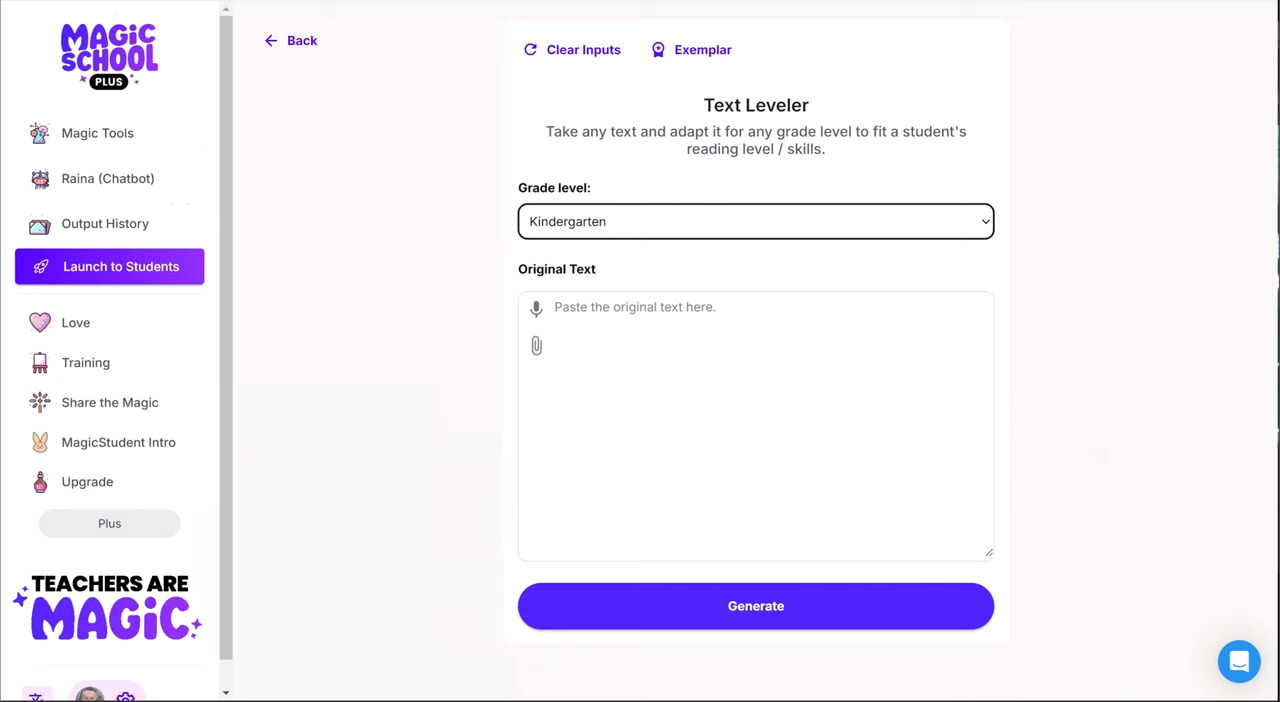 MAGiC
SCHOOL
PLUS
Magic Tools
Raina (Chatbot)
Output History
Launch to Students
Love
Training
Share the Magic
MagicStudent Intro
Upgrade
Plus
TEACHERS ARE
MAGiC
Back
Clear Inputs
Exemplar
Text Leveler
Take any text and adapt it for any grade level to fit a student's
reading level / skills.
Grade level:
Kindergarten
Original Text
Paste the original text here.
Generate